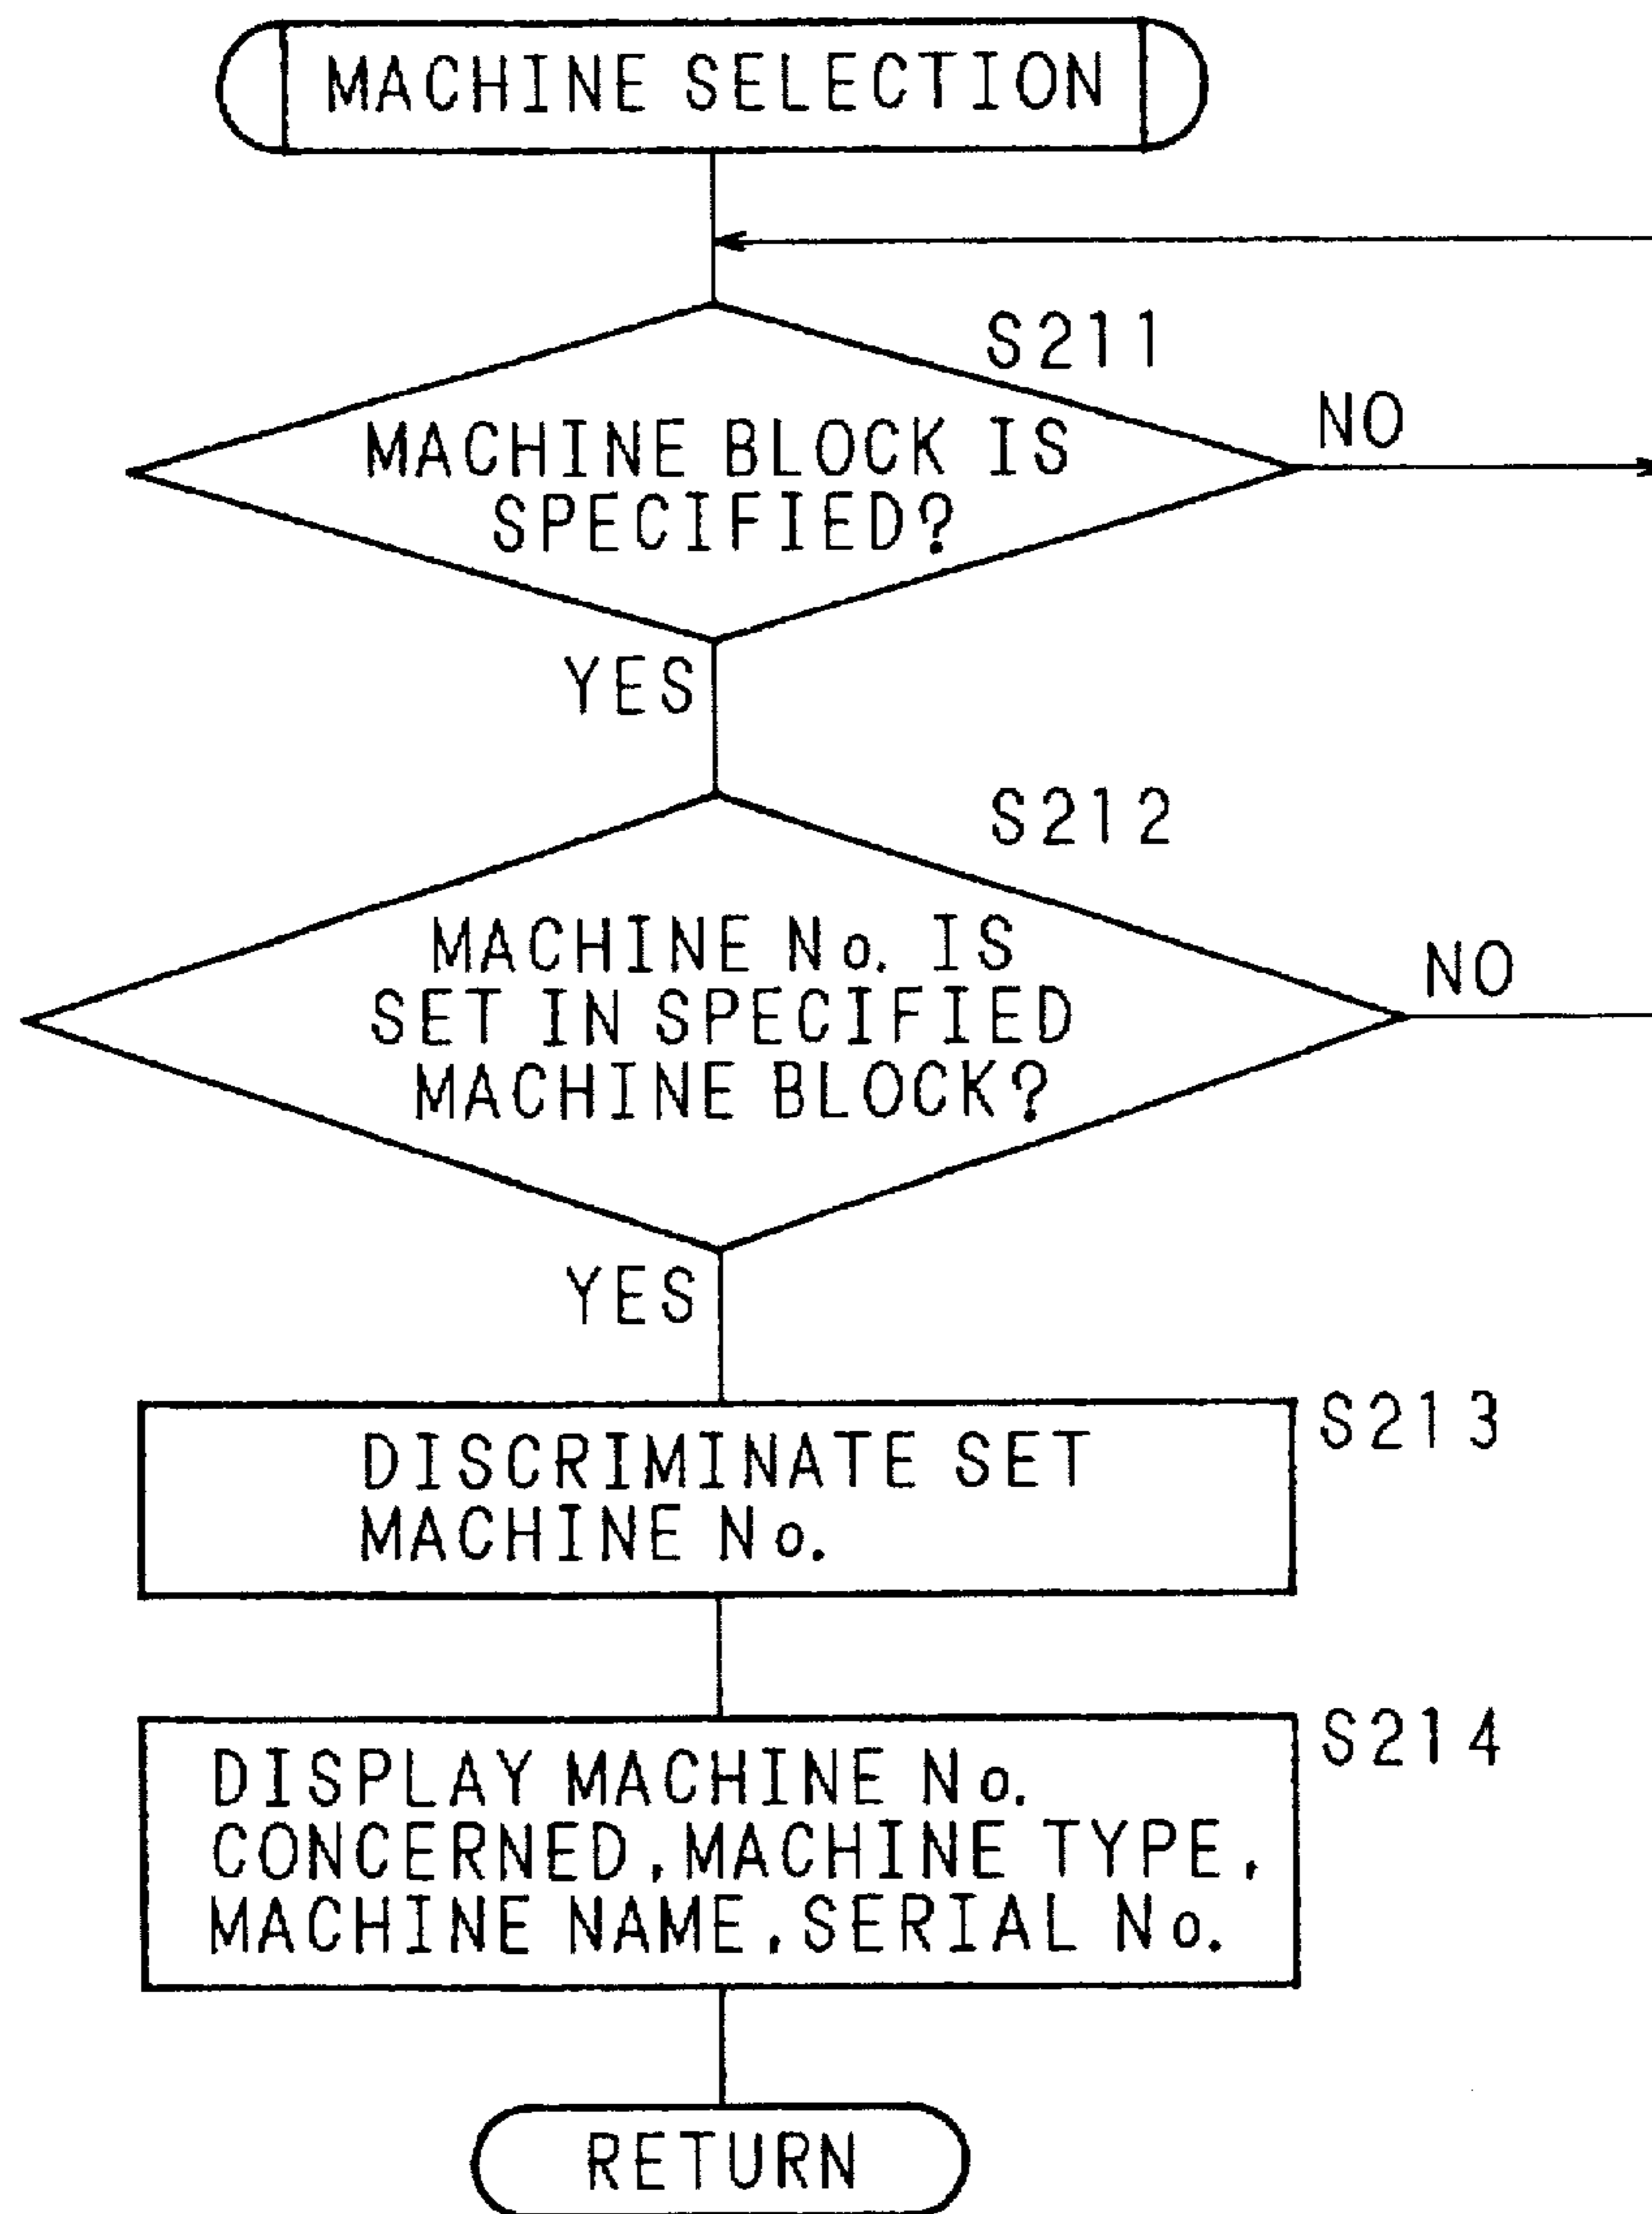 MACHINE SELECTION
S211
MACHINE BLOCK IS
SPECIFIED?
NO
YES
S212
MACHINE No. IS
SET IN SPECIFIED
MACHINE BLOCK?
NO
YES
S213
DISCRIMINATE SET
MACHINE No.
S214
DISPLAY MACHINE No.
CONCERNED,MACHINE TYPE,
MACHINE NAME,SERIAL No.
RETURN